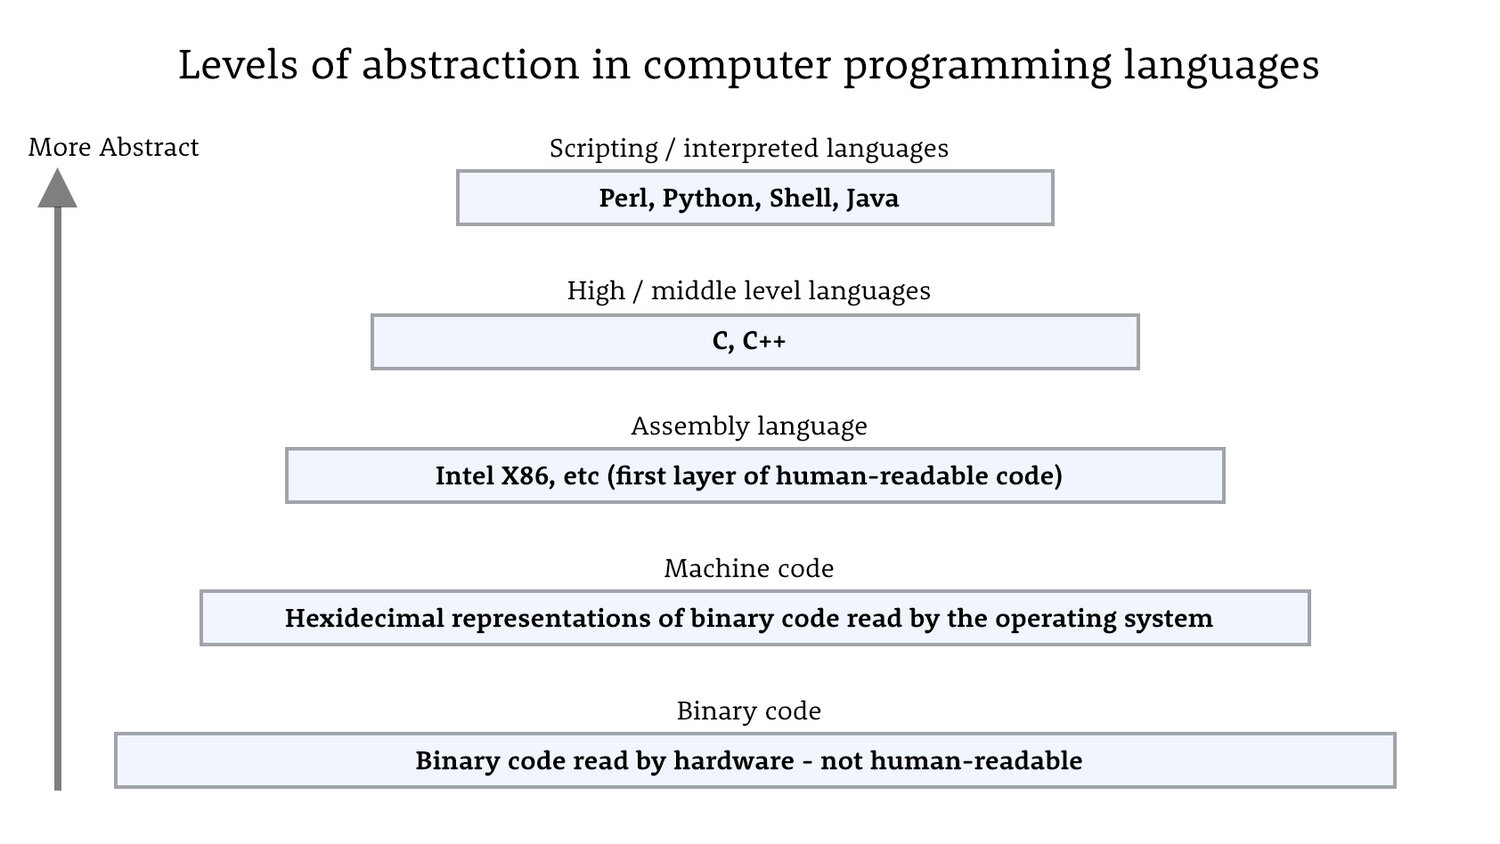 Levels of abstraction in computer programming languages
More Abstract
Scripting / interpreted languages
Perl, Python, Shell, Java
High / middle level languages
C, C++
Assembly language
Intel X86, etc (first layer of human-readable code)
Machine code
Hexidecimal representations of binary code read by the operating system
Binary code
Binary code read by hardware - not human-readable